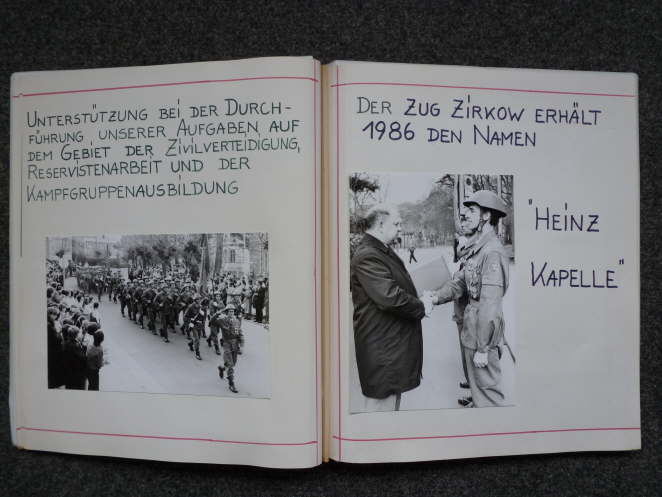 UNTERSTÜTZUNG BEI DER DURCH-
FÜHRUNG UNSERER AUFGABEN AUF
DEM GEBIET DER ZIVILVERTEIDIGUNG,
RESERVISTENARBEIT UND DER
KAMPFGRUPPENAUSBILDUNG
DER ZUG ZIRKOW ERHÄLT
1986 DEN NAMEN
"HEINZ
KAPELLE"